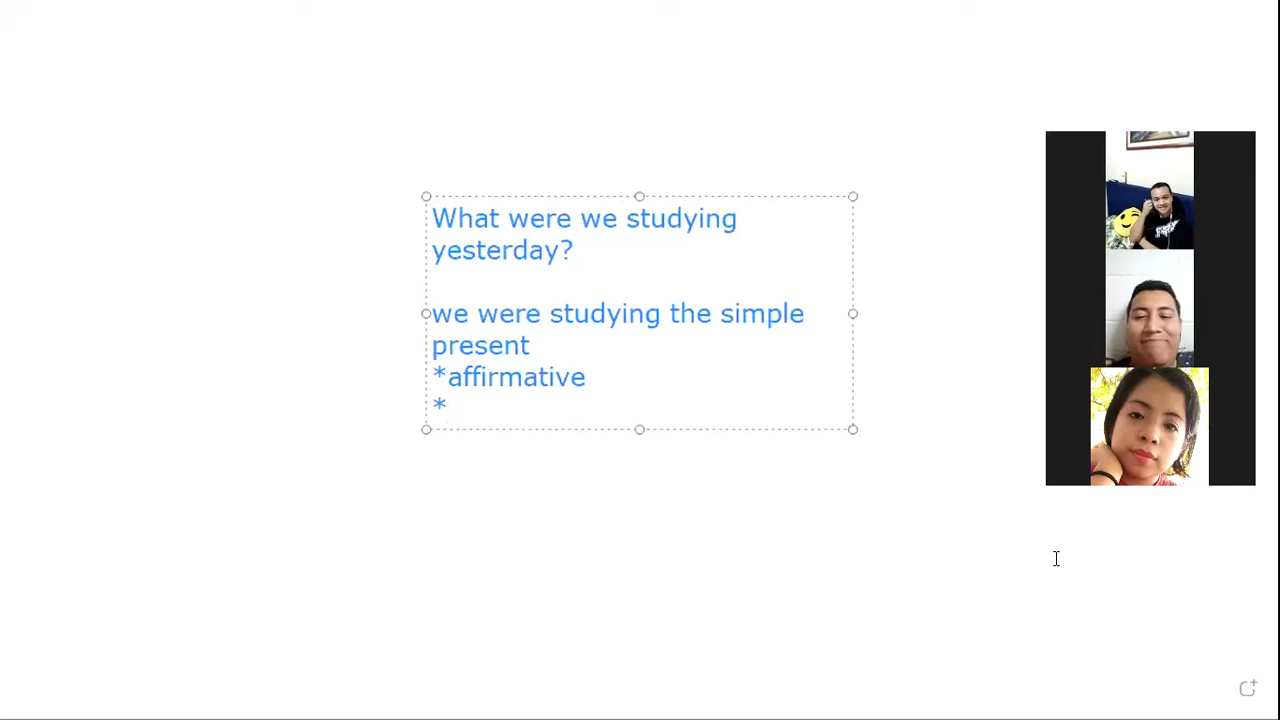 What were we studying
yesterday?
we were studying the simple
present
*affirmative
*